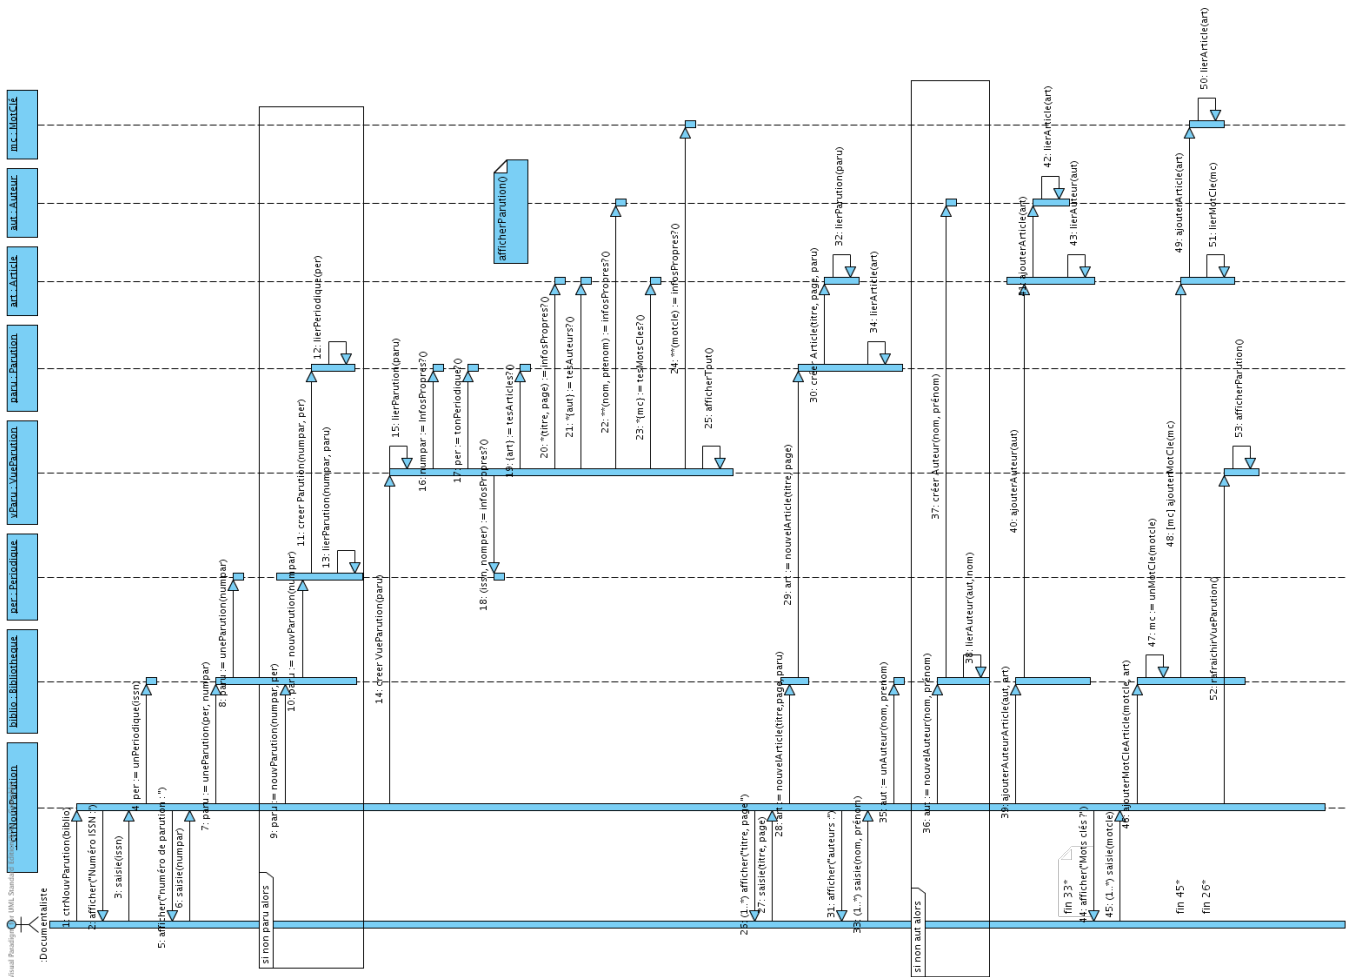 :Documentaliste
: ctrNouvParution
biblio : Bibliotheque
per : Periodique
vParu : VueParution
paru : Parution
art : Article
aut : Auteur
mc : MotClé
1: ctrNouvParution(biblio)
2: afficher("Numéro ISSN :")
3: saisie(issn)
4: per := unPeriodique(issn)
5: afficher("numéro de parution :")
6: saisie(numpar)
7: paru := uneParution(per, numpar)
8: paru := uneParution(numpar)
si non paru alors
9: paru := nouvParution(numpar, per)
10: paru := nouvParution(numpar)
11: creer Parution(numpar, per)
12: lierPeriodique(per)
13: lierParution(numpar, paru)
14: creer VueParution(paru)
15: lierParution(paru)
16: numpar := InfosPropres?()
17: per := tonPeriodique?()
18: (issn, nomper) := infosPropres?()
afficherParution()
19: {art} := tesArticles?()
20: *(titre, page) := infosPropres?()
21: *{aut} := tesAuteurs?()
22: **(nom, prenom) := infosPropres?()
23: *{mc} := tesMotsCles?()
24: **(motcle) := infosPropres?()
25: afficherTout()
26: (1..*) afficher("titre, page")
27: saisie(titre, page)
28: art := nouvelArticle(titre,page,paru)
29: art := nouvelArticle(titre, page)
30: créer Article(titre, page, paru)
31: afficher("auteurs :")
32: lierParution(paru)
33: (1..*) saisie(nom, prénom)
34: lierArticle(art)
35: aut := unAuteur(nom, prenom)
si non aut alors
36: aut := nouvelAuteur(nom, prénom)
37: créer Auteur(nom, prénom)
38: lierAuteur(aut, nom)
39: ajouterAuteurArticle(aut, art)
40: ajouterAuteur(aut)
41: ajouterArticle(art)
42: lierArticle(art)
43: lierAuteur(aut)
fin 33*
44: afficher("Mots clés ?")
45: (1..*) saisie(motcle)
46: ajouterMotCleArticle(motcle, art)
47: mc := unMotCle(motcle)
48: [mc] ajouterMotCle(mc)
49: ajouterArticle(art)
50: lierArticle(art)
51: lierMotCle(mc)
fin 45*
fin 26*
52: rafraichirVueParution()
53: afficherParution()